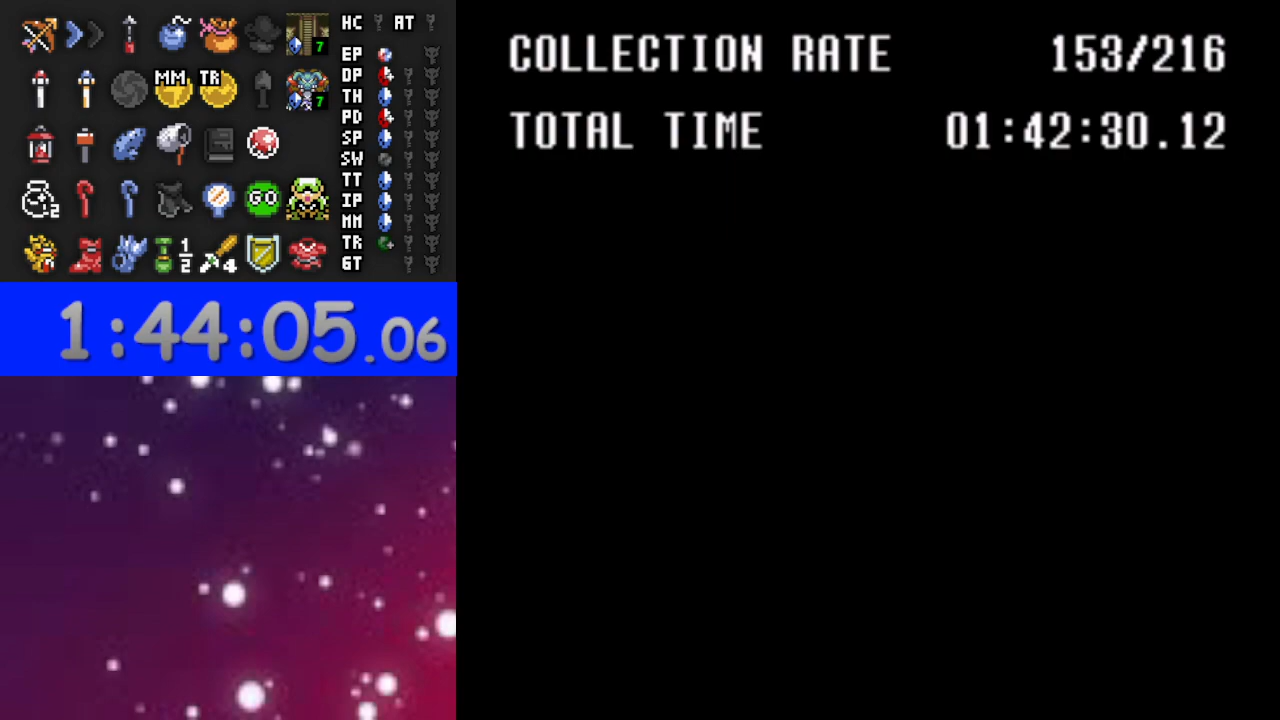 HC AT
7
EP
DP
MM TR 7
TH
PD
SP
SW
TT
2 GO IP
MM
TR
1/2 4 GT
1:44:05.06
COLLECTION RATE 153/216
TOTAL TIME 01:42:30.12